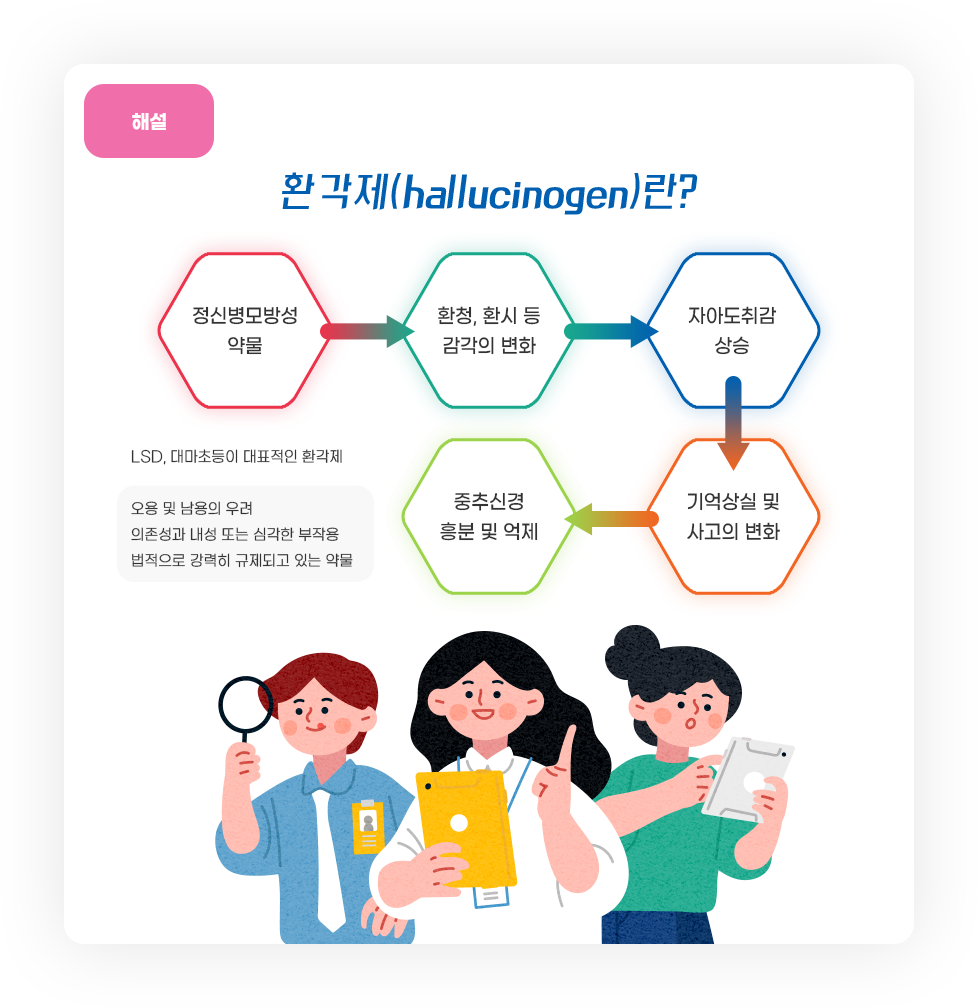 해설
환각제(hallucinogen)란?
정신병모방성
약물
환청, 환시 등
감각의 변화
자아도취감
상승
기억상실 및
사고의 변화
중추신경
흥분 및 억제
LSD, 대마초등이 대표적인 환각제
오용 및 남용의 우려
의존성과 내성 또는 심각한 부작용
법적으로 강력히 규제되고 있는 약물